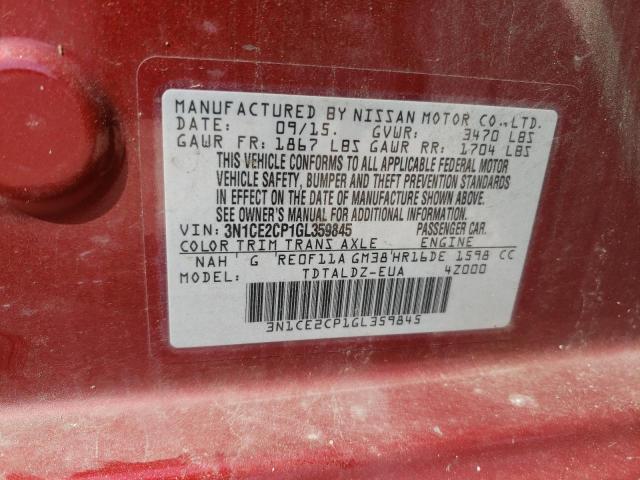 MANUFACTURED BY NISSAN MOTOR CO.,LTD.
DATE: 09/15. GVWR: 3470 LBS
GAWR FR: 1867 LBS GAWR RR: 1704 LBS
THIS VEHICLE CONFORMS TO ALL APPLICABLE FEDERAL MOTOR
VEHICLE SAFETY, BUMPER AND THEFT PREVENTION STANDARDS
IN EFFECT ON THE DATE OF MANUFACTURE SHOWN ABOVE.
SEE OWNER'S MANUAL FOR ADDITIONAL INFORMATION.
VIN: 3N1CE2CP1GL359845 PASSENGER CAR.
COLOR TRIM TRANS AXLE ENGINE
NAH G RE0F11A GM38 HR16DE 1598 CC
MODEL: TDTALDZ-EUA 4Z000
3N1CE2CP1GL359845